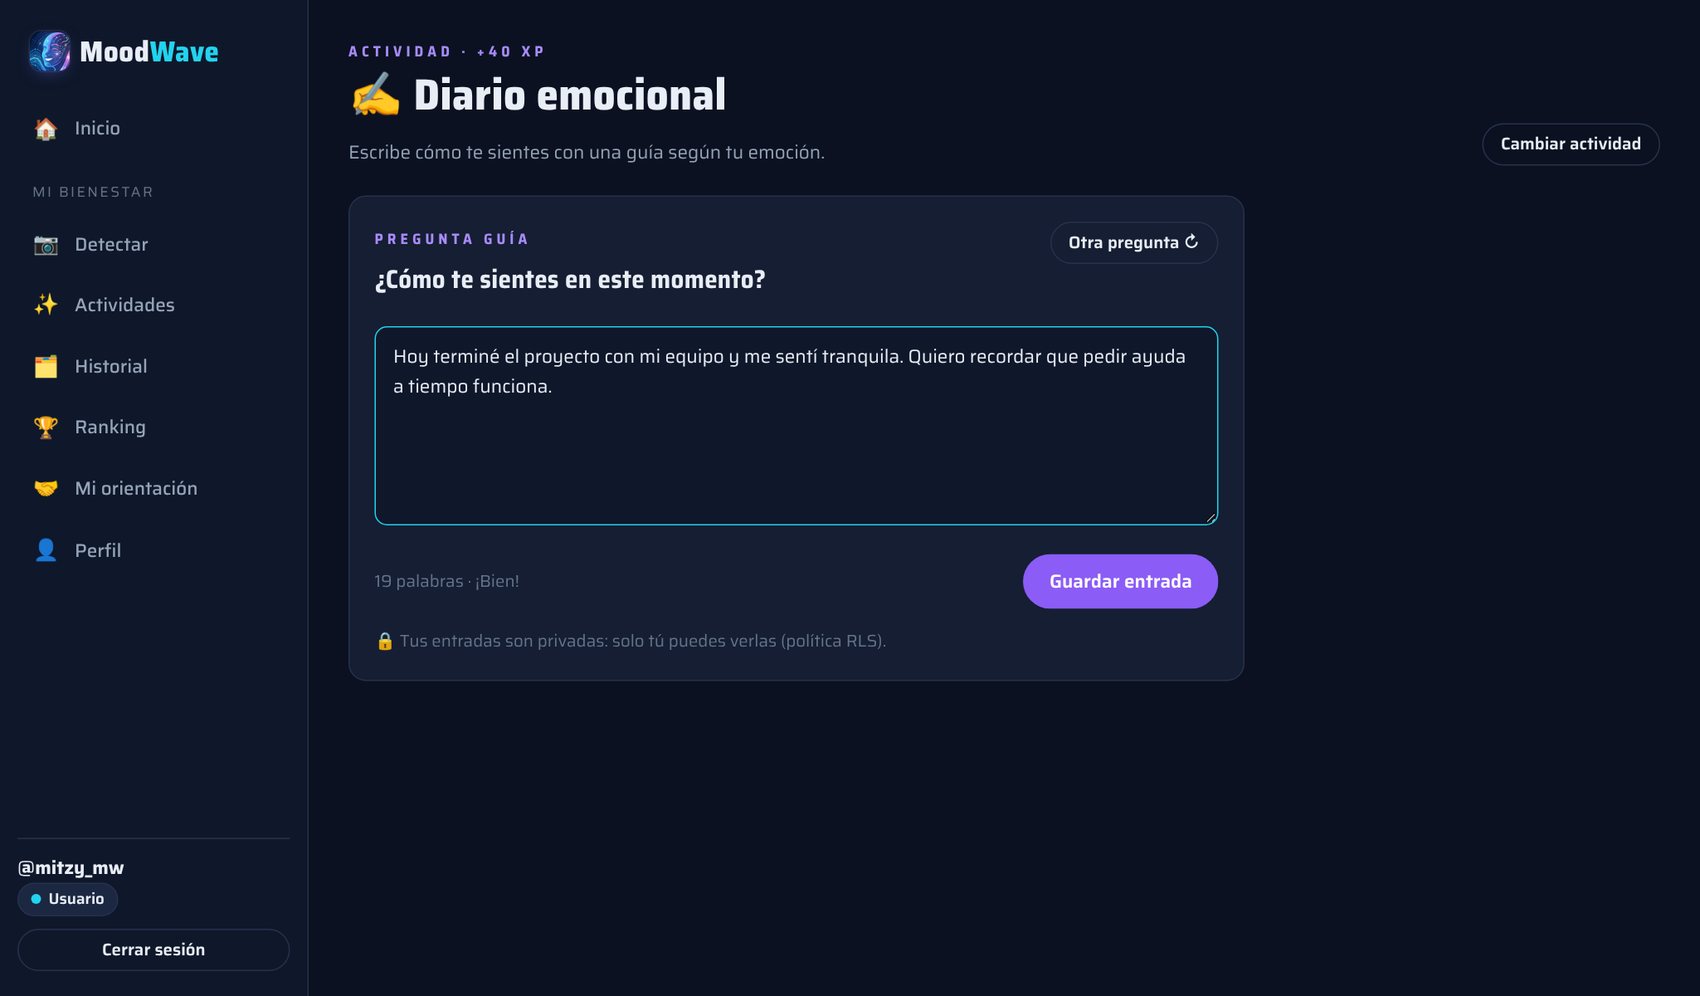 MoodWave
Inicio
MI BIENESTAR
Detectar
Actividades
Historial
Ranking
Mi orientación
Perfil
@mitzy_mw
Usuario
Cerrar sesión
ACTIVIDAD · +40 XP
Diario emocional
Escribe cómo te sientes con una guía según tu emoción.
Cambiar actividad
PREGUNTA GUÍA
Otra pregunta ↻
¿Cómo te sientes en este momento?
Hoy terminé el proyecto con mi equipo y me sentí tranquila. Quiero recordar que pedir ayuda
a tiempo funciona.
19 palabras · ¡Bien!
Guardar entrada
Tus entradas son privadas: solo tú puedes verlas (política RLS).